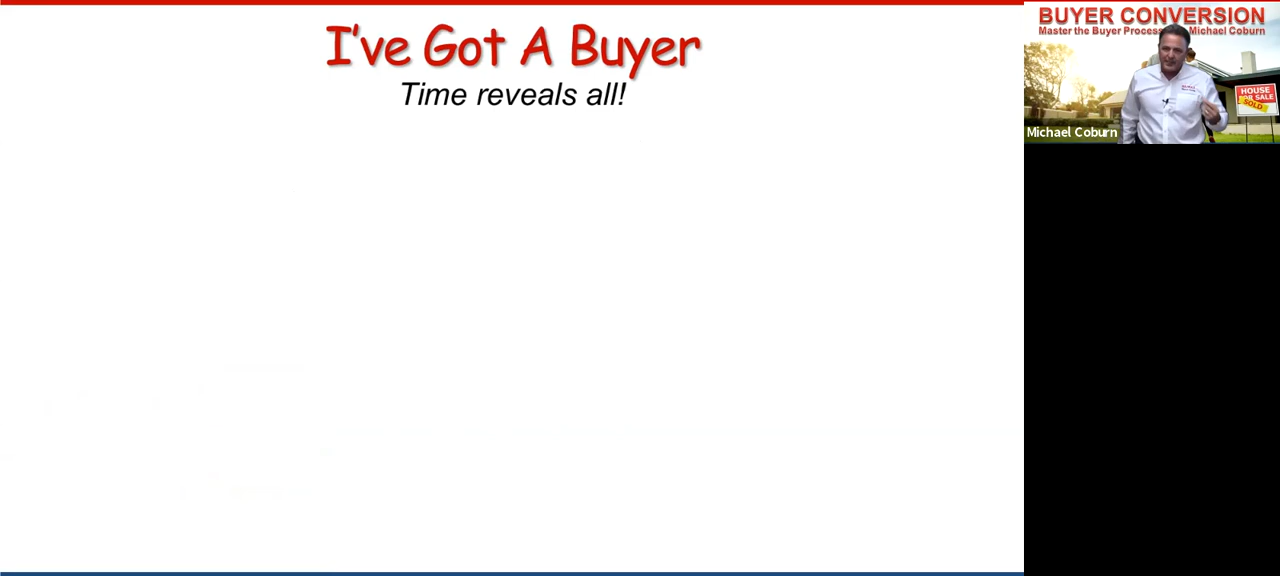 I've Got A Buyer
Time reveals all!
BUYER CONVERSION
Master the Buyer Process
Michael Coburn
HOUSE
FOR SALE
SOLD
Michael Coburn